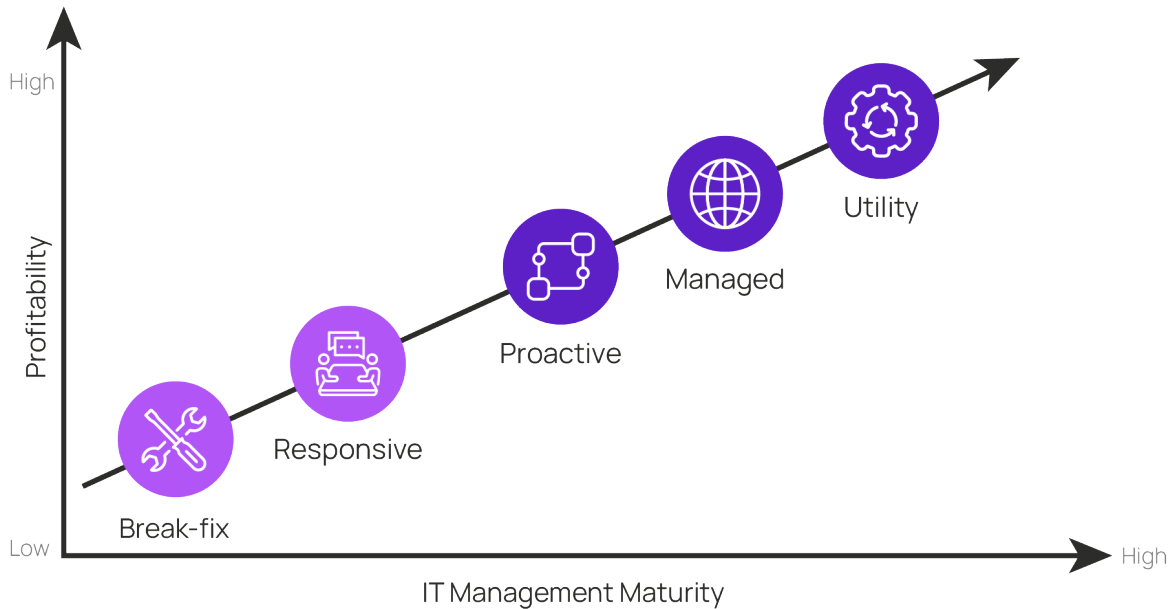 High
Utility
Managed
Profitability
Proactive
Responsive
Break-fix
Low
High
IT Management Maturity